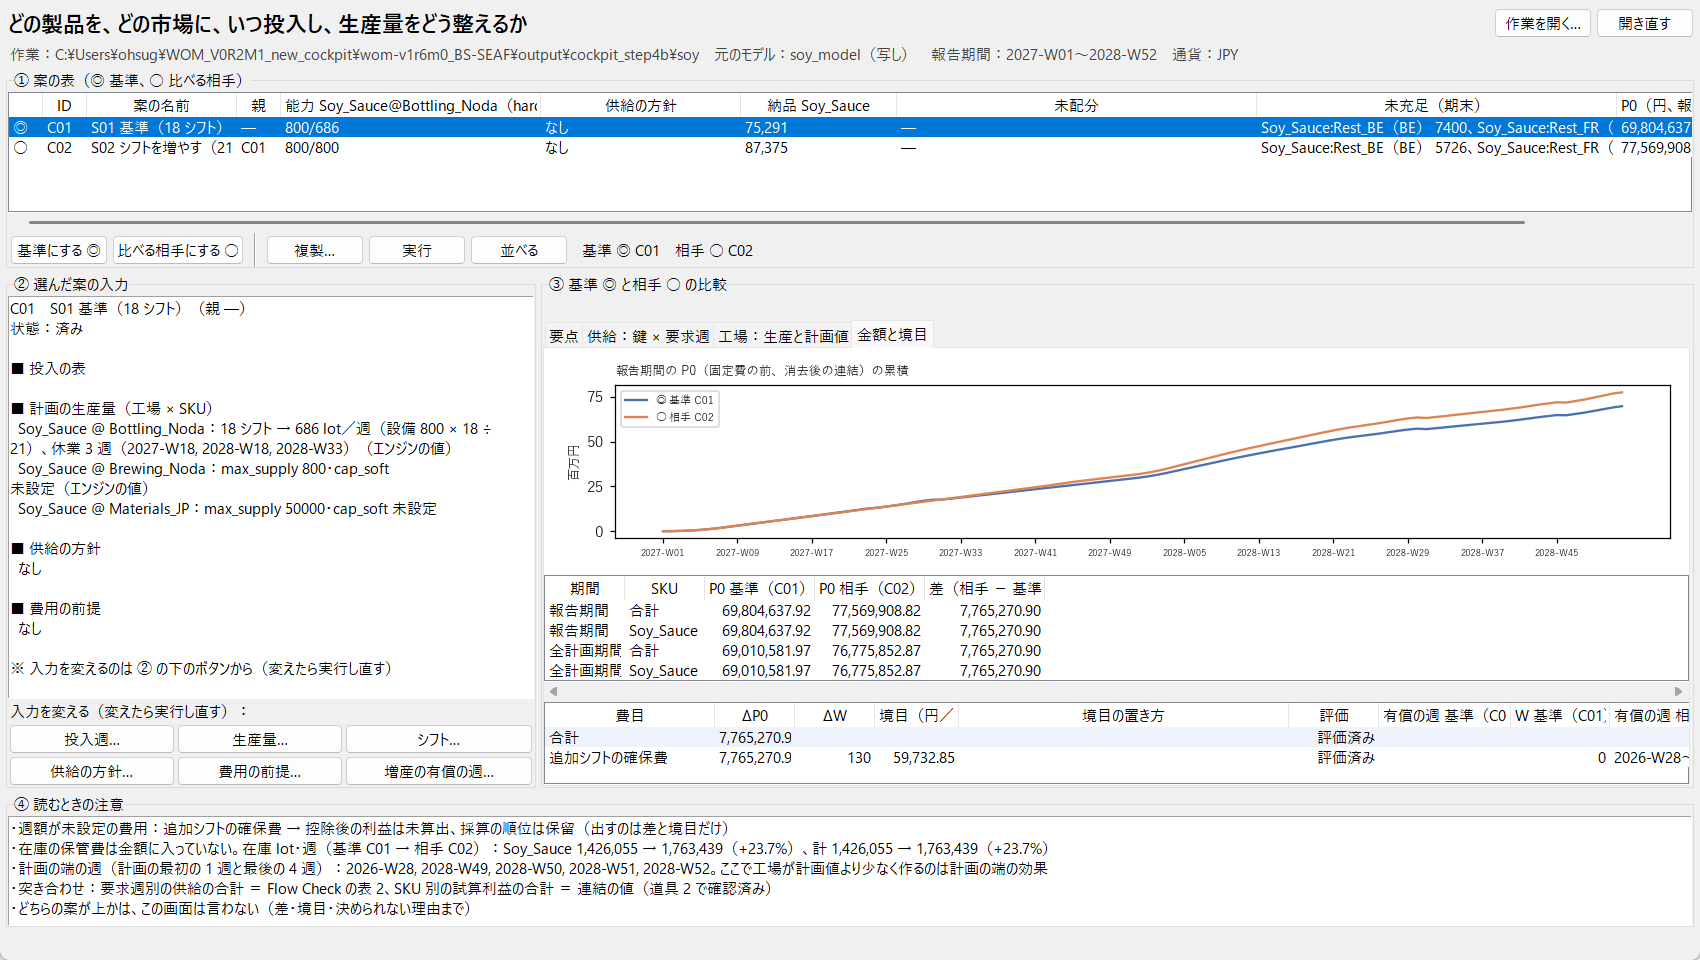 どの製品を、どの市場に、いつ投入し、生産量をどう整えるか
作業を開く...
開き直す
作業：C:¥Users¥ohsug¥WOM_V0R2M1_new_cockpit¥wom-v1r6m0_BS-SEAF¥output¥cockpit_step4b¥soy　元のモデル：soy_model（写し）　報告期間：2027-W01～2028-W52　通貨：JPY
① 案の表（◎ 基準、○ 比べる相手）
ID 案の名前 親 能力 Soy_Sauce@Bottling_Noda（hard 供給の方針 納品 Soy_Sauce 未配分 未充足（期末） P0（円、報
◎ C01 S01 基準（18 シフト） — 800/686 なし 75,291 — Soy_Sauce:Rest_BE（BE） 7400、Soy_Sauce:Rest_FR（ 69,804,637
○ C02 S02 シフトを増やす（21 C01 800/800 なし 87,375 — Soy_Sauce:Rest_BE（BE） 5726、Soy_Sauce:Rest_FR（ 77,569,908
基準にする ◎ 比べる相手にする ○ 複製... 実行 並べる 基準 ◎ C01　相手 ○ C02
② 選んだ案の入力
C01　S01 基準（18 シフト）（親 —）
状態：済み
■ 投入の表
■ 計画の生産量（工場 × SKU）
Soy_Sauce @ Bottling_Noda：18 シフト → 686 lot／週（設備 800 × 18 ÷
21）、休業 3 週（2027-W18, 2028-W18, 2028-W33）（エンジンの値）
Soy_Sauce @ Brewing_Noda：max_supply 800・cap_soft
未設定（エンジンの値）
Soy_Sauce @ Materials_JP：max_supply 50000・cap_soft 未設定
■ 供給の方針
なし
■ 費用の前提
なし
※ 入力を変えるのは ② の下のボタンから（変えたら実行し直す）
入力を変える（変えたら実行し直す）：
投入週... 生産量... シフト...
供給の方針... 費用の前提... 増産の有償の週...
③ 基準 ◎ と相手 ○ の比較
要点 供給：鍵 × 要求週 工場：生産と計画値 金額と境目
報告期間の P0（固定費の前、消去後の連結）の累積
◎ 基準 C01
○ 相手 C02
百万円
75
50
25
0
2027-W01 2027-W09 2027-W17 2027-W25 2027-W33 2027-W41 2027-W49 2028-W05 2028-W13 2028-W21 2028-W29 2028-W37 2028-W45
期間 SKU P0 基準（C01） P0 相手（C02） 差（相手 － 基準
報告期間 合計 69,804,637.92 77,569,908.82 7,765,270.90
報告期間 Soy_Sauce 69,804,637.92 77,569,908.82 7,765,270.90
全計画期間 合計 69,010,581.97 76,775,852.87 7,765,270.90
全計画期間 Soy_Sauce 69,010,581.97 76,775,852.87 7,765,270.90
費目 ΔP0 ΔW 境目（円／ 境目の置き方 評価 有償の週 基準（C0 W 基準（C01） 有償の週 相
合計 7,765,270.9 評価済み
追加シフトの確保費 7,765,270.9 130 59,732.85 評価済み 0 2026-W28～
④ 読むときの注意
・週額が未設定の費用：追加シフトの確保費 → 控除後の利益は未算出、採算の順位は保留（出すのは差と境目だけ）
・在庫の保管費は金額に入っていない。在庫 lot・週（基準 C01 → 相手 C02）：Soy_Sauce 1,426,055 → 1,763,439（+23.7%）、計 1,426,055 → 1,763,439（+23.7%）
・計画の端の週（計画の最初の 1 週と最後の 4 週）：2026-W28, 2028-W49, 2028-W50, 2028-W51, 2028-W52。ここで工場が計画値より少なく作るのは計画の端の効果
・突き合わせ：要求週別の供給の合計 ＝ Flow Check の表 2、SKU 別の試算利益の合計 ＝ 連結の値（道具 2 で確認済み）
・どちらの案が上かは、この画面は言わない（差・境目・決められない理由まで）